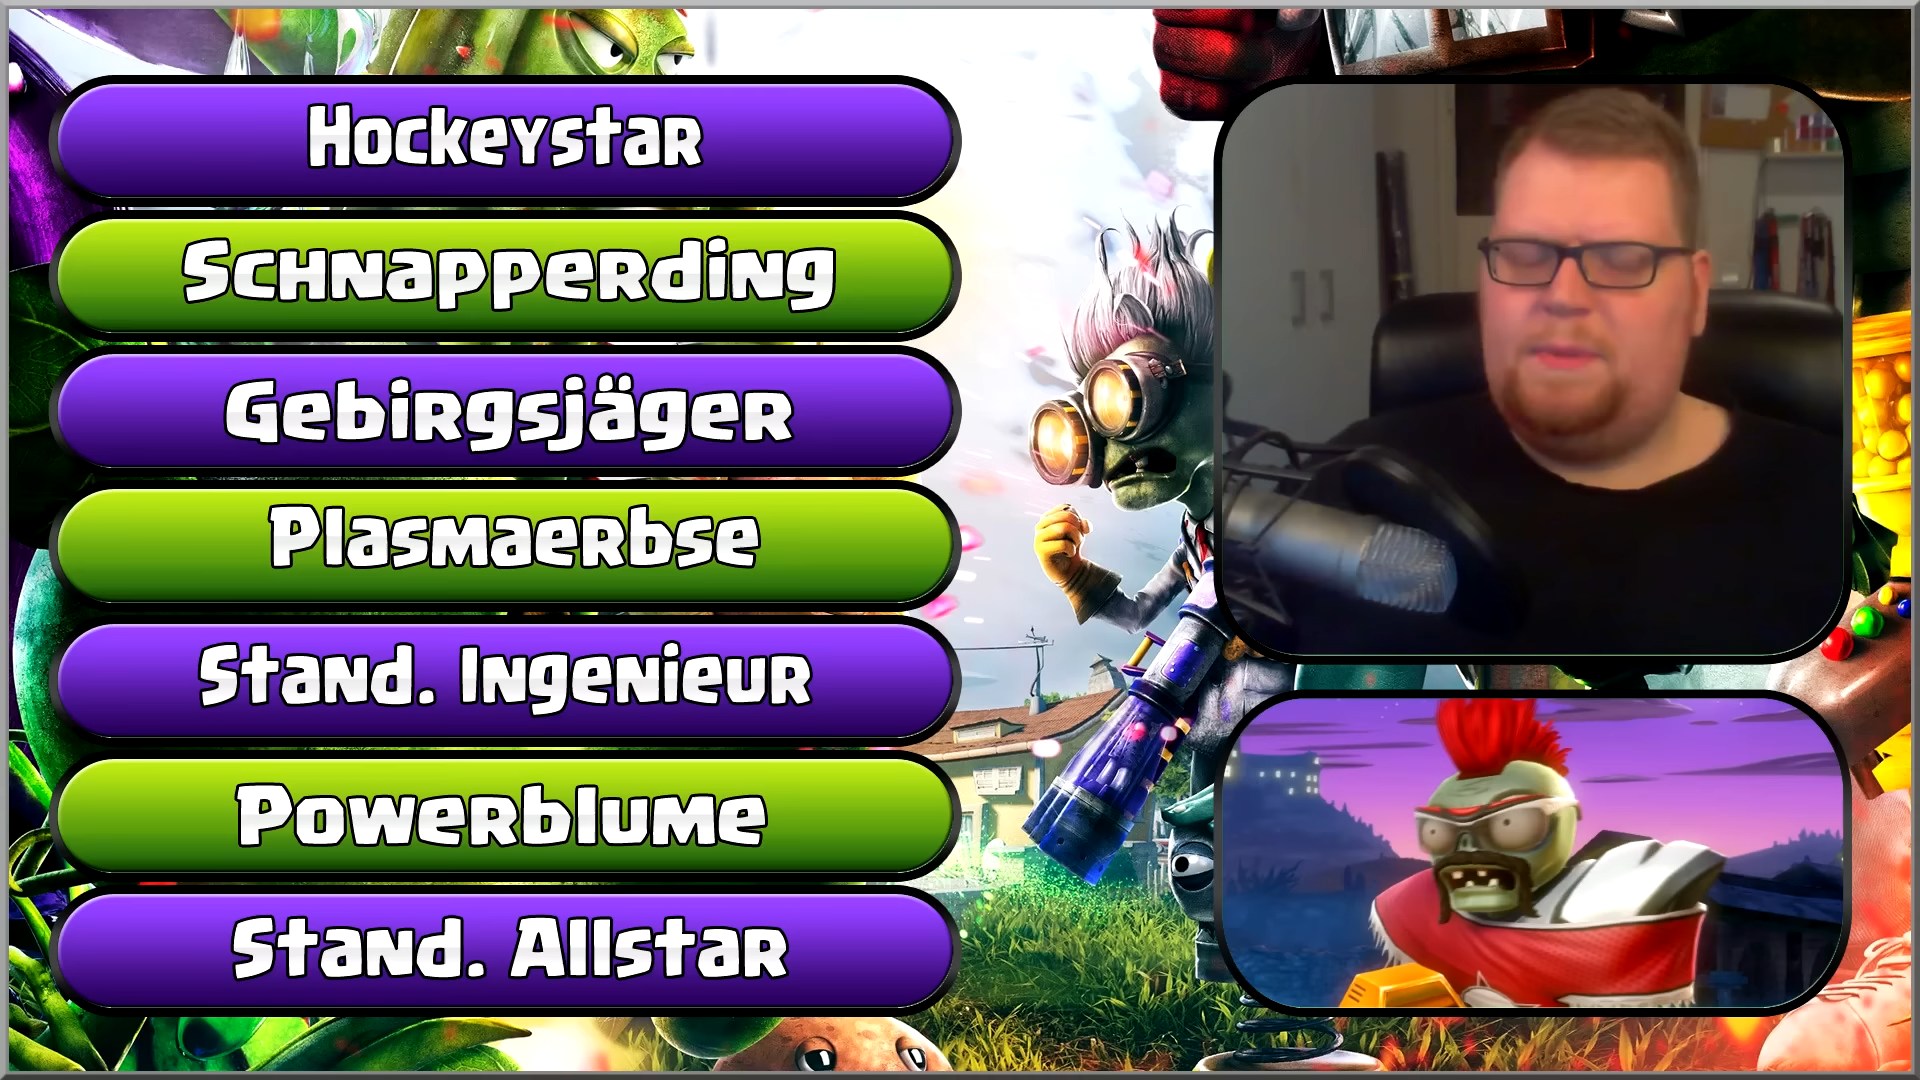 Hockeystar
Schnapperding
Gebirgsjäger
Plasmaerbse
Stand. Ingenieur
Powerblume
Stand. Allstar